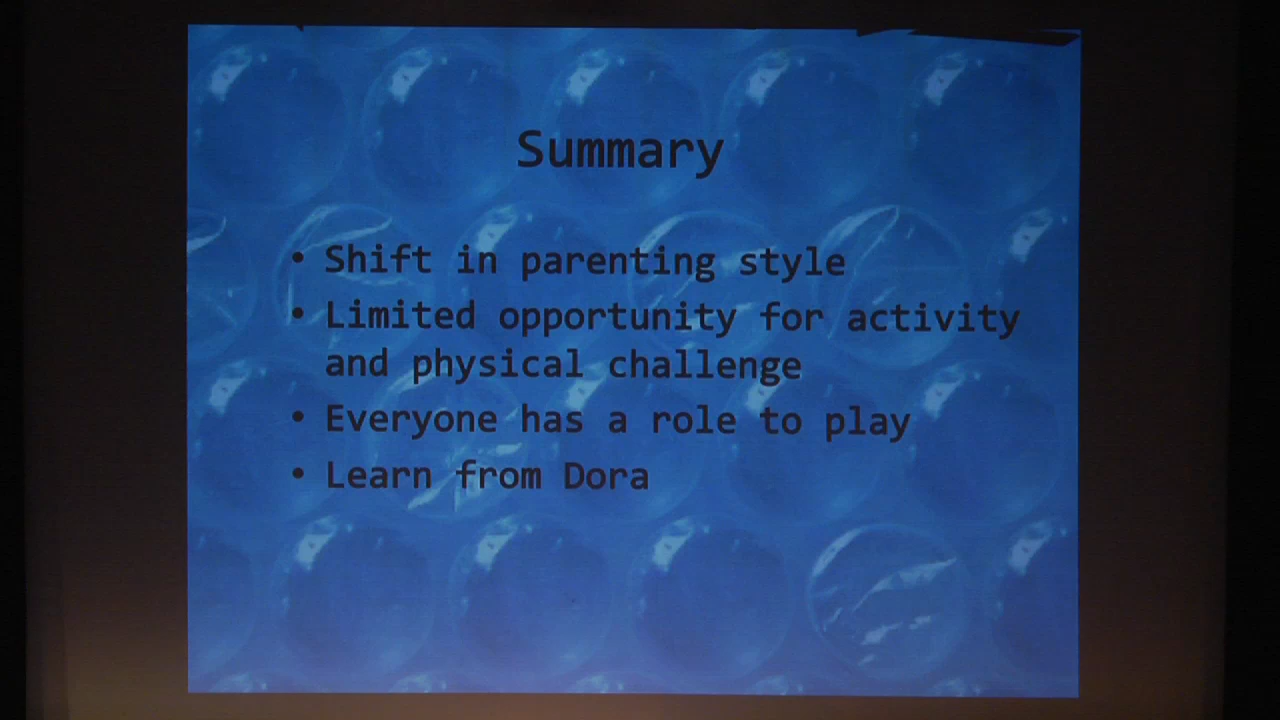 Summary
• Shift in parenting style
• Limited opportunity for activity
and physical challenge
• Everyone has a role to play
• Learn from Dora